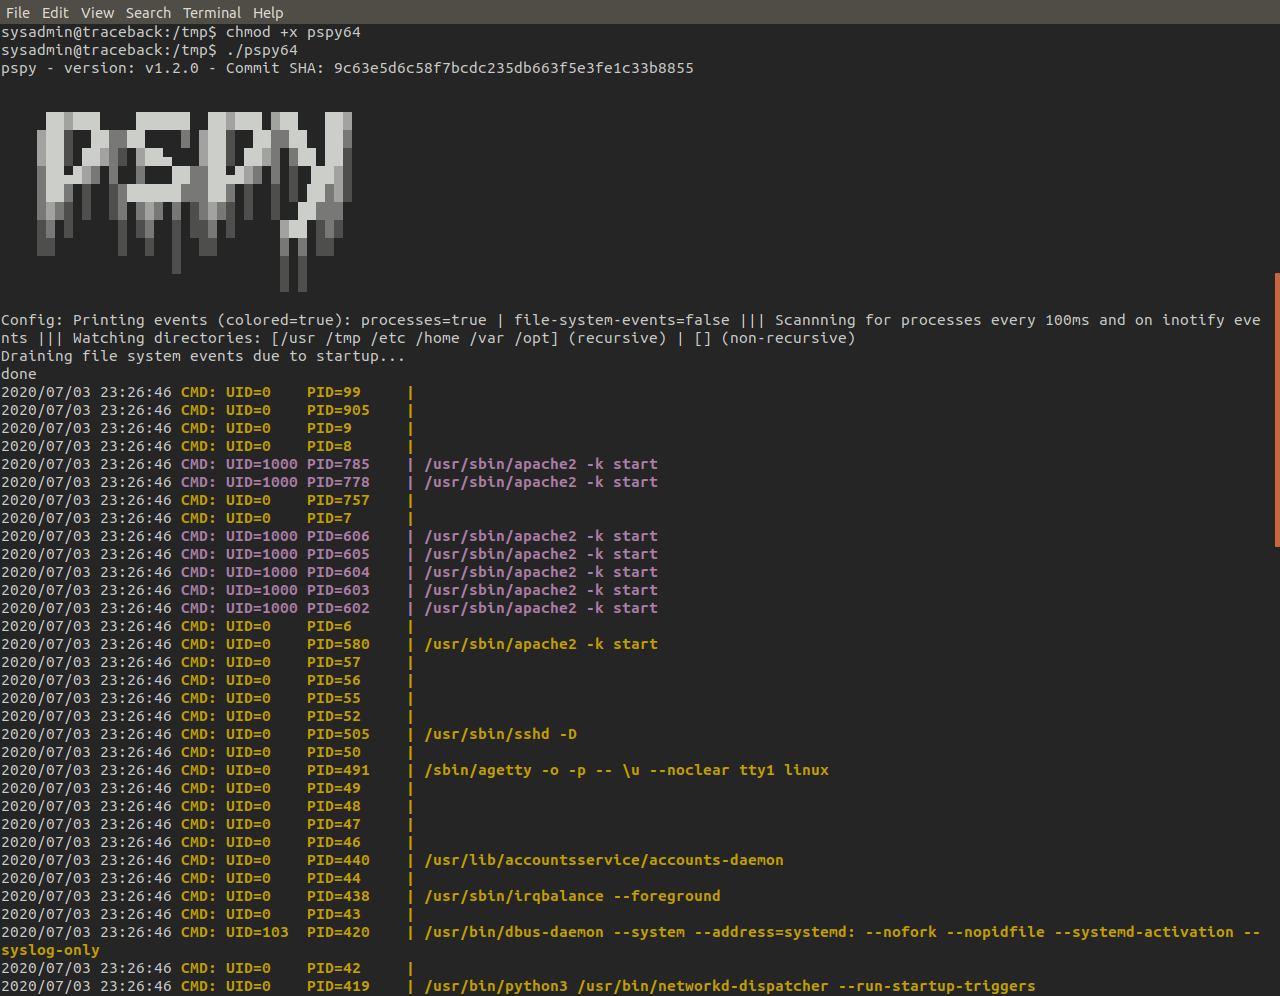 File Edit View Search Terminal Help
sysadmin@traceback:/tmp$ chmod +x pspy64
sysadmin@traceback:/tmp$ ./pspy64
pspy - version: v1.2.0 - Commit SHA: 9c63e5d6c58f7bcdc235db663f5e3fe1c33b8855
PSPY
Config: Printing events (colored=true): processes=true | file-system-events=false ||| Scannning for processes every 100ms and on inotify eve
nts ||| Watching directories: [/usr /tmp /etc /home /var /opt] (recursive) | [] (non-recursive)
Draining file system events due to startup...
done
2020/07/03 23:26:46 CMD: UID=0    PID=99     |
2020/07/03 23:26:46 CMD: UID=0    PID=905    |
2020/07/03 23:26:46 CMD: UID=0    PID=9      |
2020/07/03 23:26:46 CMD: UID=0    PID=8      |
2020/07/03 23:26:46 CMD: UID=1000 PID=785    | /usr/sbin/apache2 -k start
2020/07/03 23:26:46 CMD: UID=1000 PID=778    | /usr/sbin/apache2 -k start
2020/07/03 23:26:46 CMD: UID=0    PID=757    |
2020/07/03 23:26:46 CMD: UID=0    PID=7      |
2020/07/03 23:26:46 CMD: UID=1000 PID=606    | /usr/sbin/apache2 -k start
2020/07/03 23:26:46 CMD: UID=1000 PID=605    | /usr/sbin/apache2 -k start
2020/07/03 23:26:46 CMD: UID=1000 PID=604    | /usr/sbin/apache2 -k start
2020/07/03 23:26:46 CMD: UID=1000 PID=603    | /usr/sbin/apache2 -k start
2020/07/03 23:26:46 CMD: UID=1000 PID=602    | /usr/sbin/apache2 -k start
2020/07/03 23:26:46 CMD: UID=0    PID=6      |
2020/07/03 23:26:46 CMD: UID=0    PID=580    | /usr/sbin/apache2 -k start
2020/07/03 23:26:46 CMD: UID=0    PID=57     |
2020/07/03 23:26:46 CMD: UID=0    PID=56     |
2020/07/03 23:26:46 CMD: UID=0    PID=55     |
2020/07/03 23:26:46 CMD: UID=0    PID=52     |
2020/07/03 23:26:46 CMD: UID=0    PID=505    | /usr/sbin/sshd -D
2020/07/03 23:26:46 CMD: UID=0    PID=50     |
2020/07/03 23:26:46 CMD: UID=0    PID=491    | /sbin/agetty -o -p -- \u --noclear tty1 linux
2020/07/03 23:26:46 CMD: UID=0    PID=49     |
2020/07/03 23:26:46 CMD: UID=0    PID=48     |
2020/07/03 23:26:46 CMD: UID=0    PID=47     |
2020/07/03 23:26:46 CMD: UID=0    PID=46     |
2020/07/03 23:26:46 CMD: UID=0    PID=440    | /usr/lib/accountsservice/accounts-daemon
2020/07/03 23:26:46 CMD: UID=0    PID=44     |
2020/07/03 23:26:46 CMD: UID=0    PID=438    | /usr/sbin/irqbalance --foreground
2020/07/03 23:26:46 CMD: UID=0    PID=43     |
2020/07/03 23:26:46 CMD: UID=103  PID=420    | /usr/bin/dbus-daemon --system --address=systemd: --nofork --nopidfile --systemd-activation --
syslog-only
2020/07/03 23:26:46 CMD: UID=0    PID=42     |
2020/07/03 23:26:46 CMD: UID=0    PID=419    | /usr/bin/python3 /usr/bin/networkd-dispatcher --run-startup-triggers